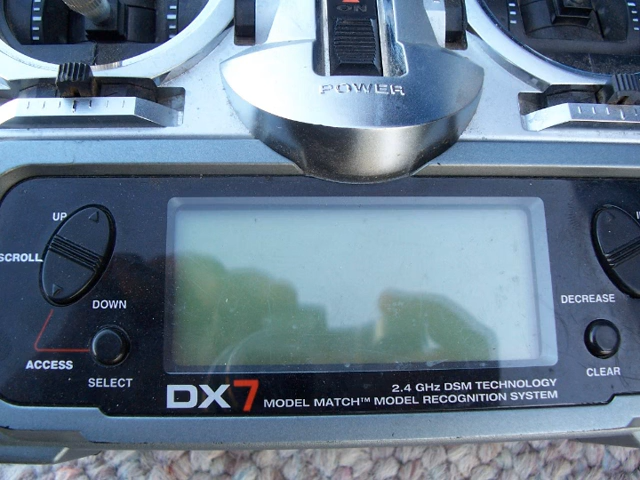 ON
POWER
UP
SCROLL
DOWN
ACCESS
SELECT
DECREASE
CLEAR
DX7
2.4 GHz DSM TECHNOLOGY
MODEL MATCH™ MODEL RECOGNITION SYSTEM